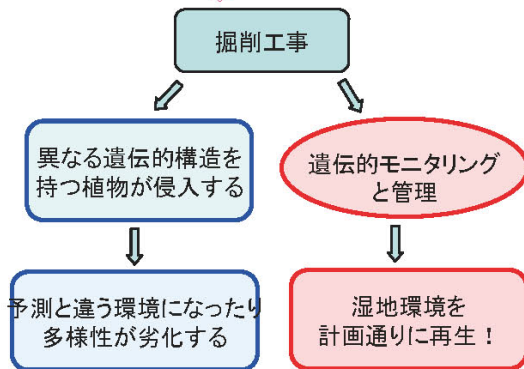 掘削工事
異なる遺伝的構造を
持つ植物が侵入する
遺伝的モニタリング
と管理
予測と違う環境になったり
多様性が劣化する
湿地環境を
計画通りに再生！